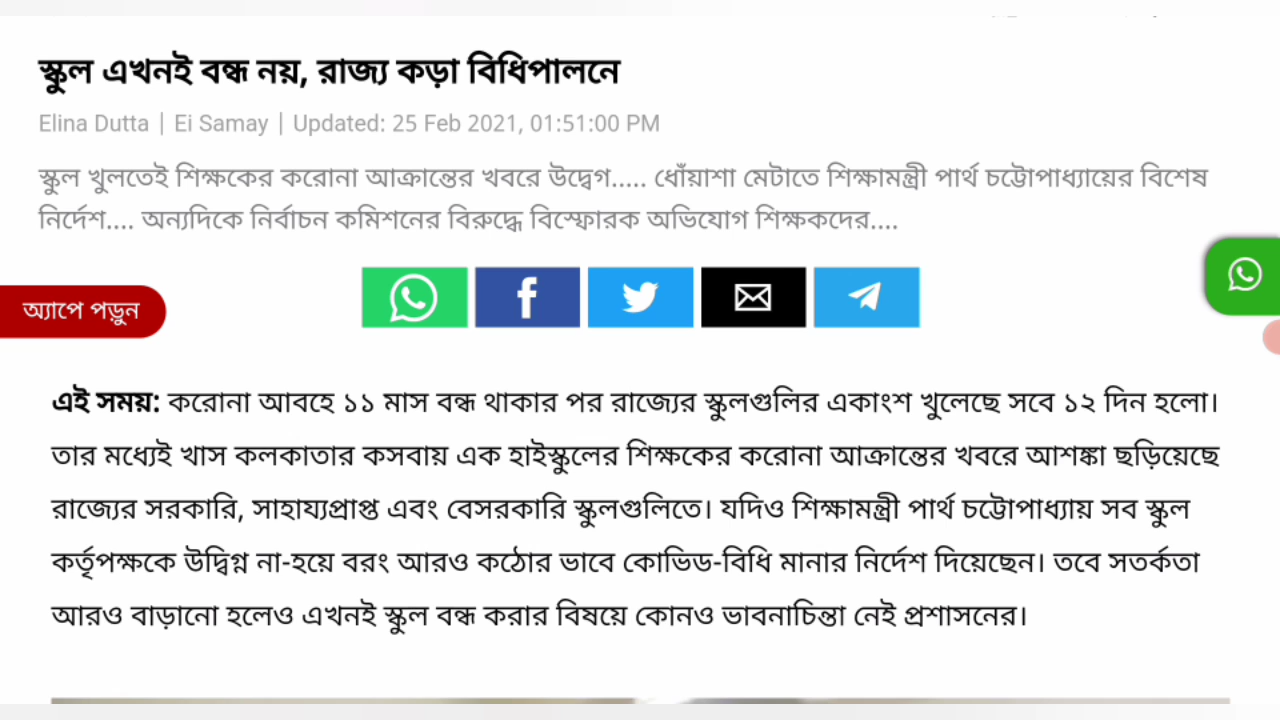 স্কুল এখনই বন্ধ নয়, রাজ্য কড়া বিধিপালনে
Elina Dutta | Ei Samay | Updated: 25 Feb 2021, 01:51:00 PM
স্কুল খুলতেই শিক্ষকের করোনা আক্রান্তের খবরে উদ্বেগ..... ধোঁয়াশা মেটাতে শিক্ষামন্ত্রী পার্থ চট্টোপাধ্যায়ের বিশেষ
নির্দেশ.... অন্যদিকে নির্বাচন কমিশনের বিরুদ্ধে বিস্ফোরক অভিযোগ শিক্ষকদের....
অ্যাপে পড়ুন
এই সময়: করোনা আবহে ১১ মাস বন্ধ থাকার পর রাজ্যের স্কুলগুলির একাংশ খুলেছে সবে ১২ দিন হলো।
তার মধ্যেই খাস কলকাতার কসবায় এক হাইস্কুলের শিক্ষকের করোনা আক্রান্তের খবরে আশঙ্কা ছড়িয়েছে
রাজ্যের সরকারি, সাহায্যপ্রাপ্ত এবং বেসরকারি স্কুলগুলিতে। যদিও শিক্ষামন্ত্রী পার্থ চট্টোপাধ্যায় সব স্কুল
কর্তৃপক্ষকে উদ্বিগ্ন না-হয়ে বরং আরও কঠোর ভাবে কোভিড-বিধি মানার নির্দেশ দিয়েছেন। তবে সতর্কতা
আরও বাড়ানো হলেও এখনই স্কুল বন্ধ করার বিষয়ে কোনও ভাবনাচিন্তা নেই প্রশাসনের।